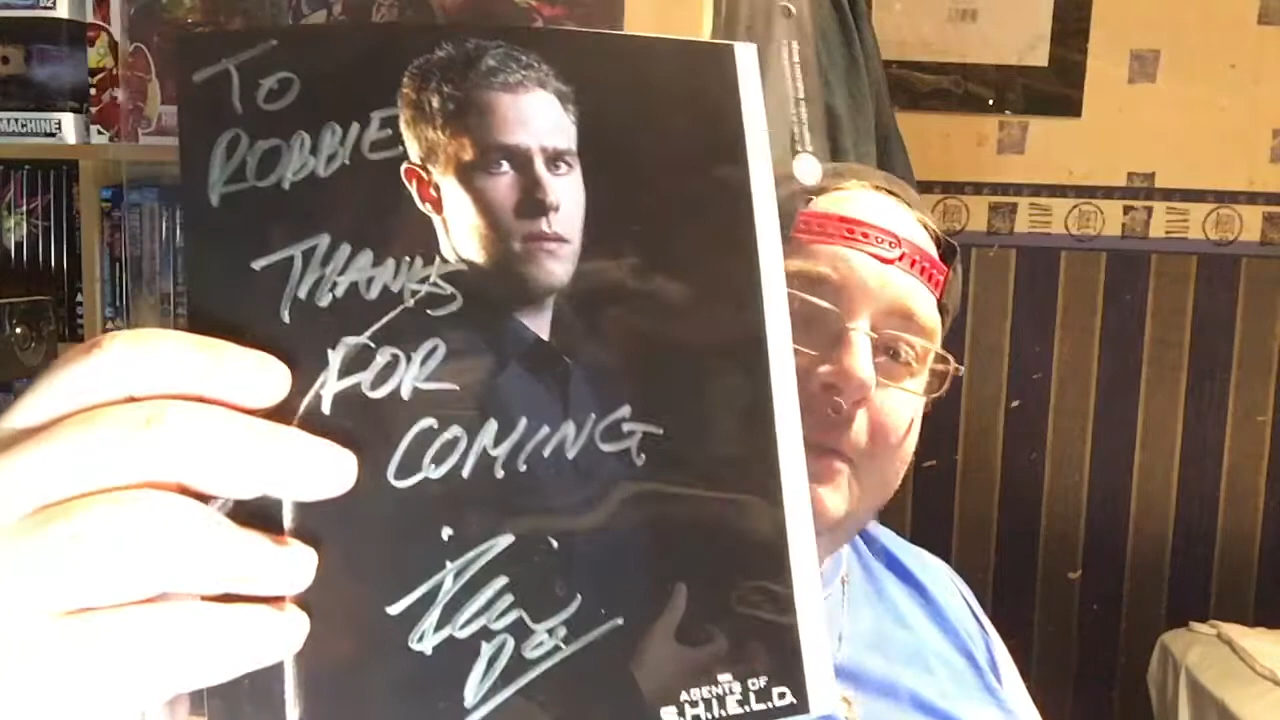 TO
ROBBIE
THANKS
FOR
COMING
AGENTS OF
S.H.I.E.L.D.
MACHINE